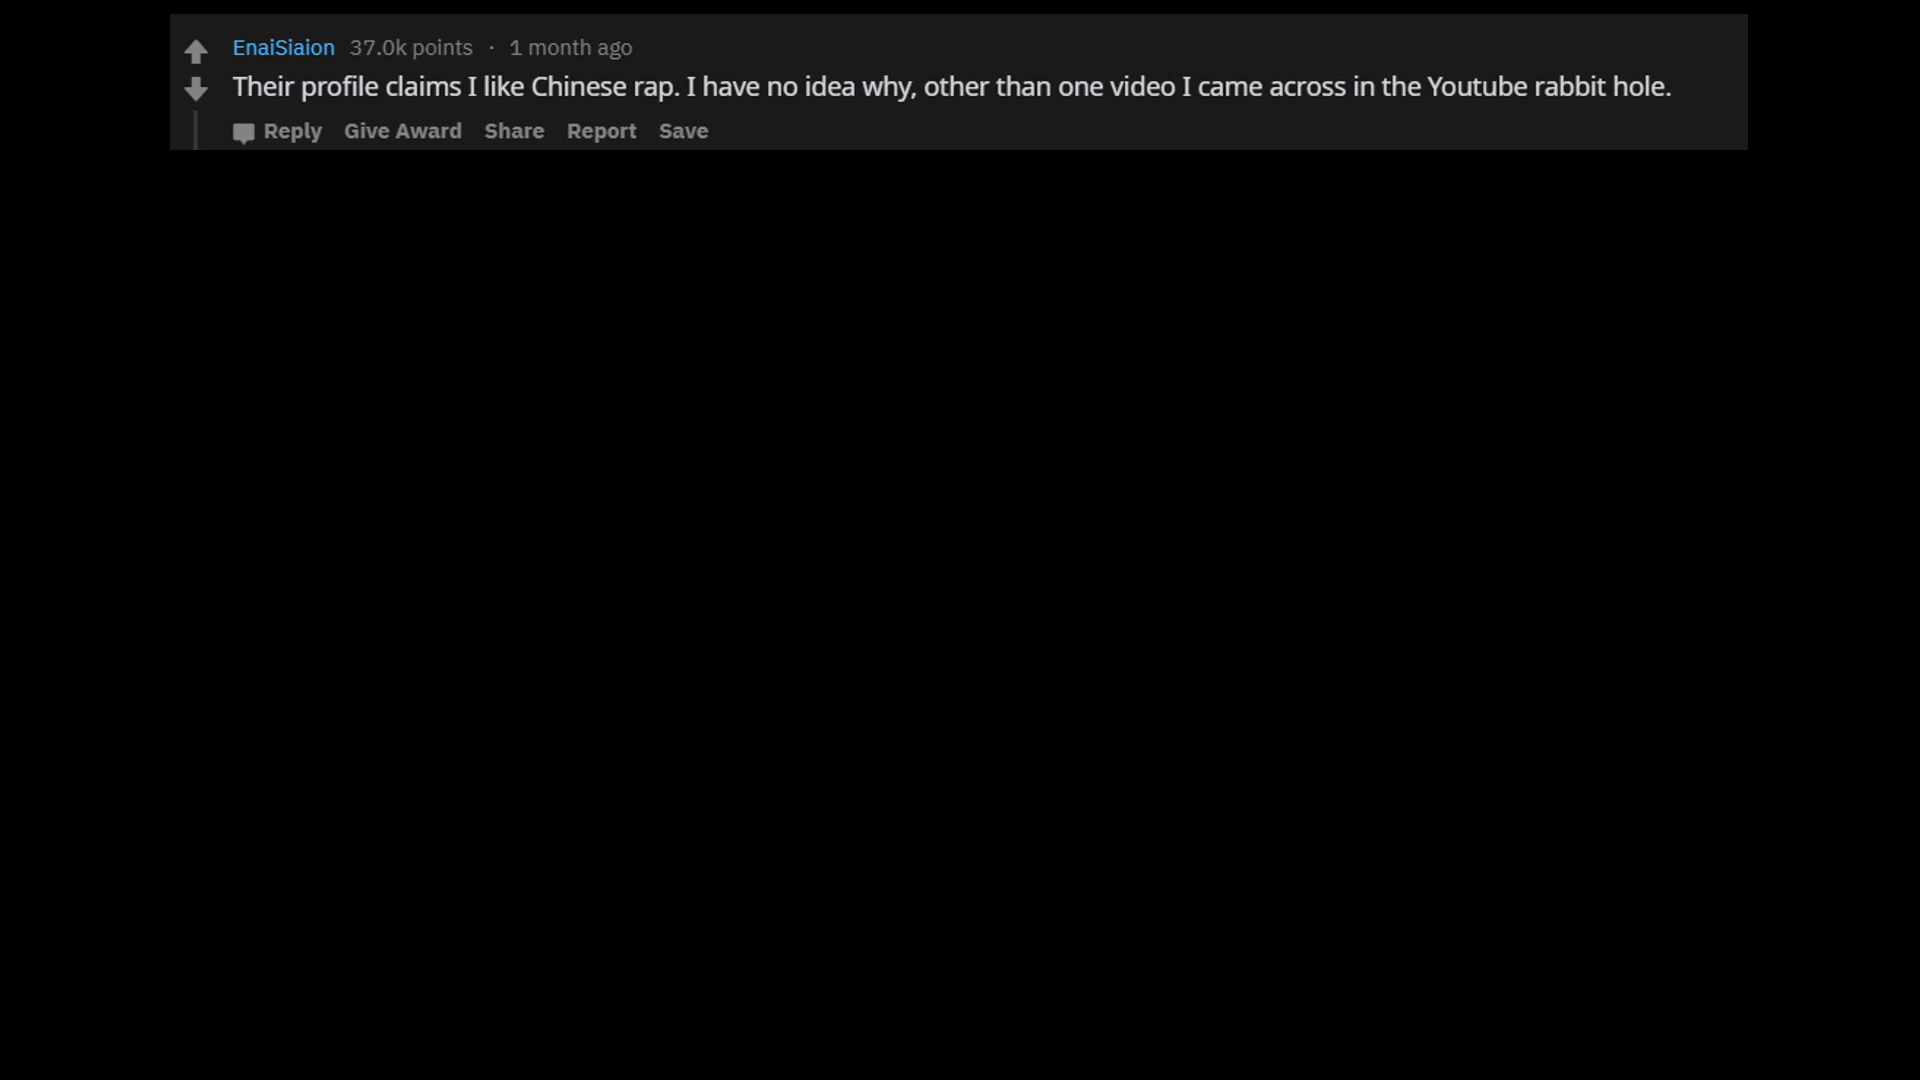 EnaiSiaion 37.0k points · 1 month ago
Their profile claims I like Chinese rap. I have no idea why, other than one video I came across in the Youtube rabbit hole.
Reply Give Award Share Report Save